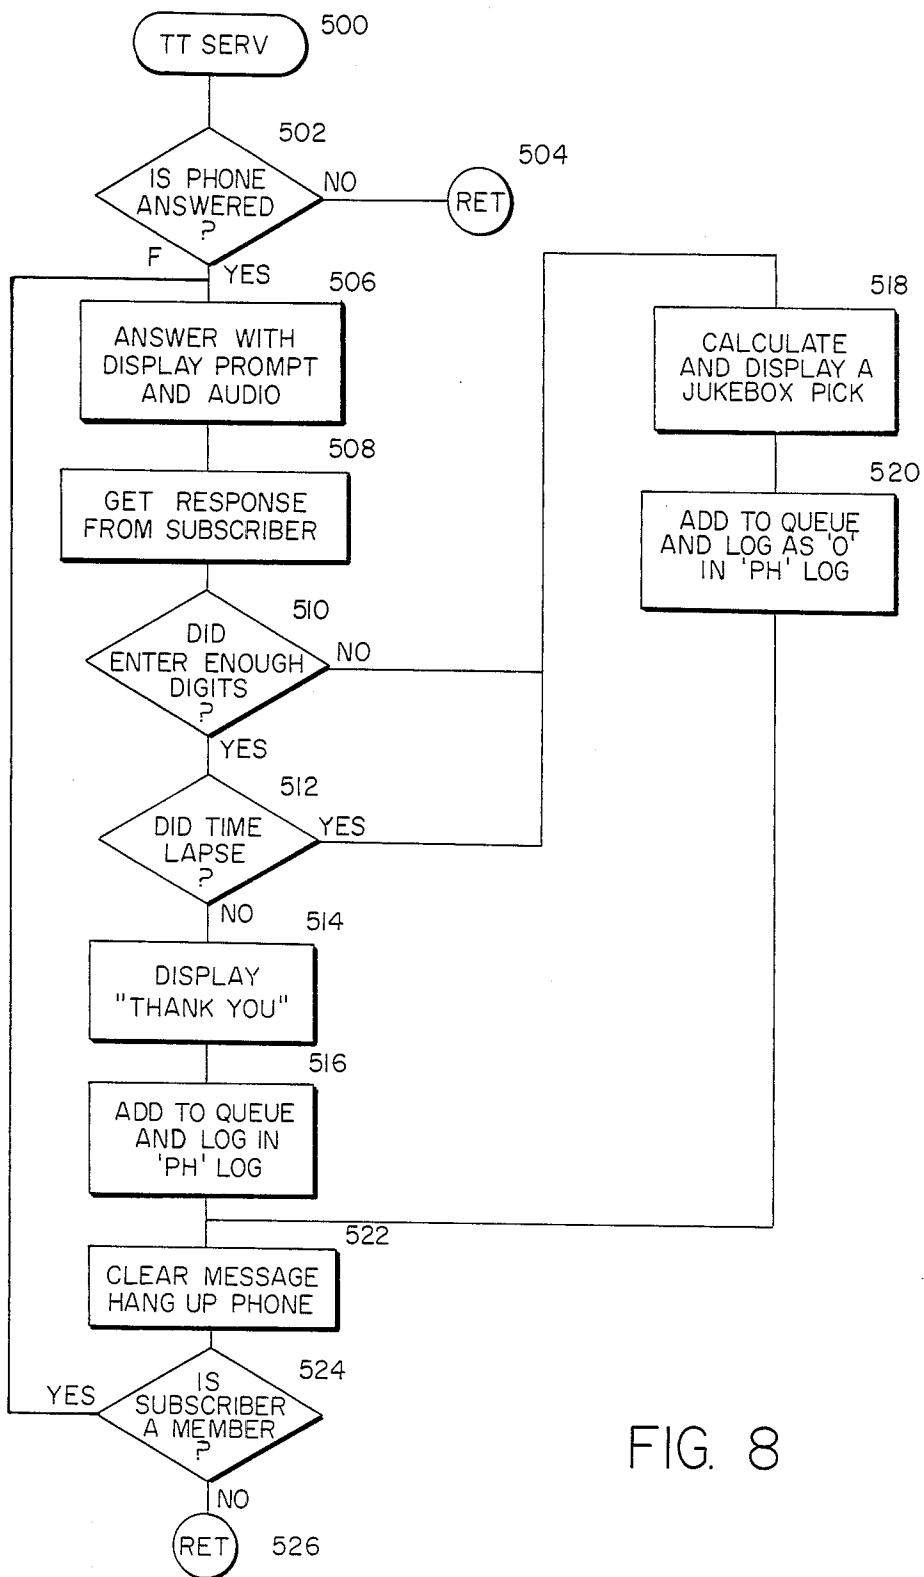 500
TT SERV
502
IS PHONE
ANSWERED
?
NO
504
RET
F
YES
506
ANSWER WITH
DISPLAY PROMPT
AND AUDIO
508
GET RESPONSE
FROM SUBSCRIBER
510
DID
ENTER ENOUGH
DIGITS
?
NO
YES
512
DID TIME
LAPSE
?
YES
NO
514
DISPLAY
"THANK YOU"
516
ADD TO QUEUE
AND LOG IN
'PH' LOG
518
CALCULATE
AND DISPLAY A
JUKEBOX PICK
520
ADD TO QUEUE
AND LOG AS 'O'
IN 'PH' LOG
522
CLEAR MESSAGE
HANG UP PHONE
524
IS
SUBSCRIBER
A MEMBER
?
YES
NO
RET
526
FIG. 8